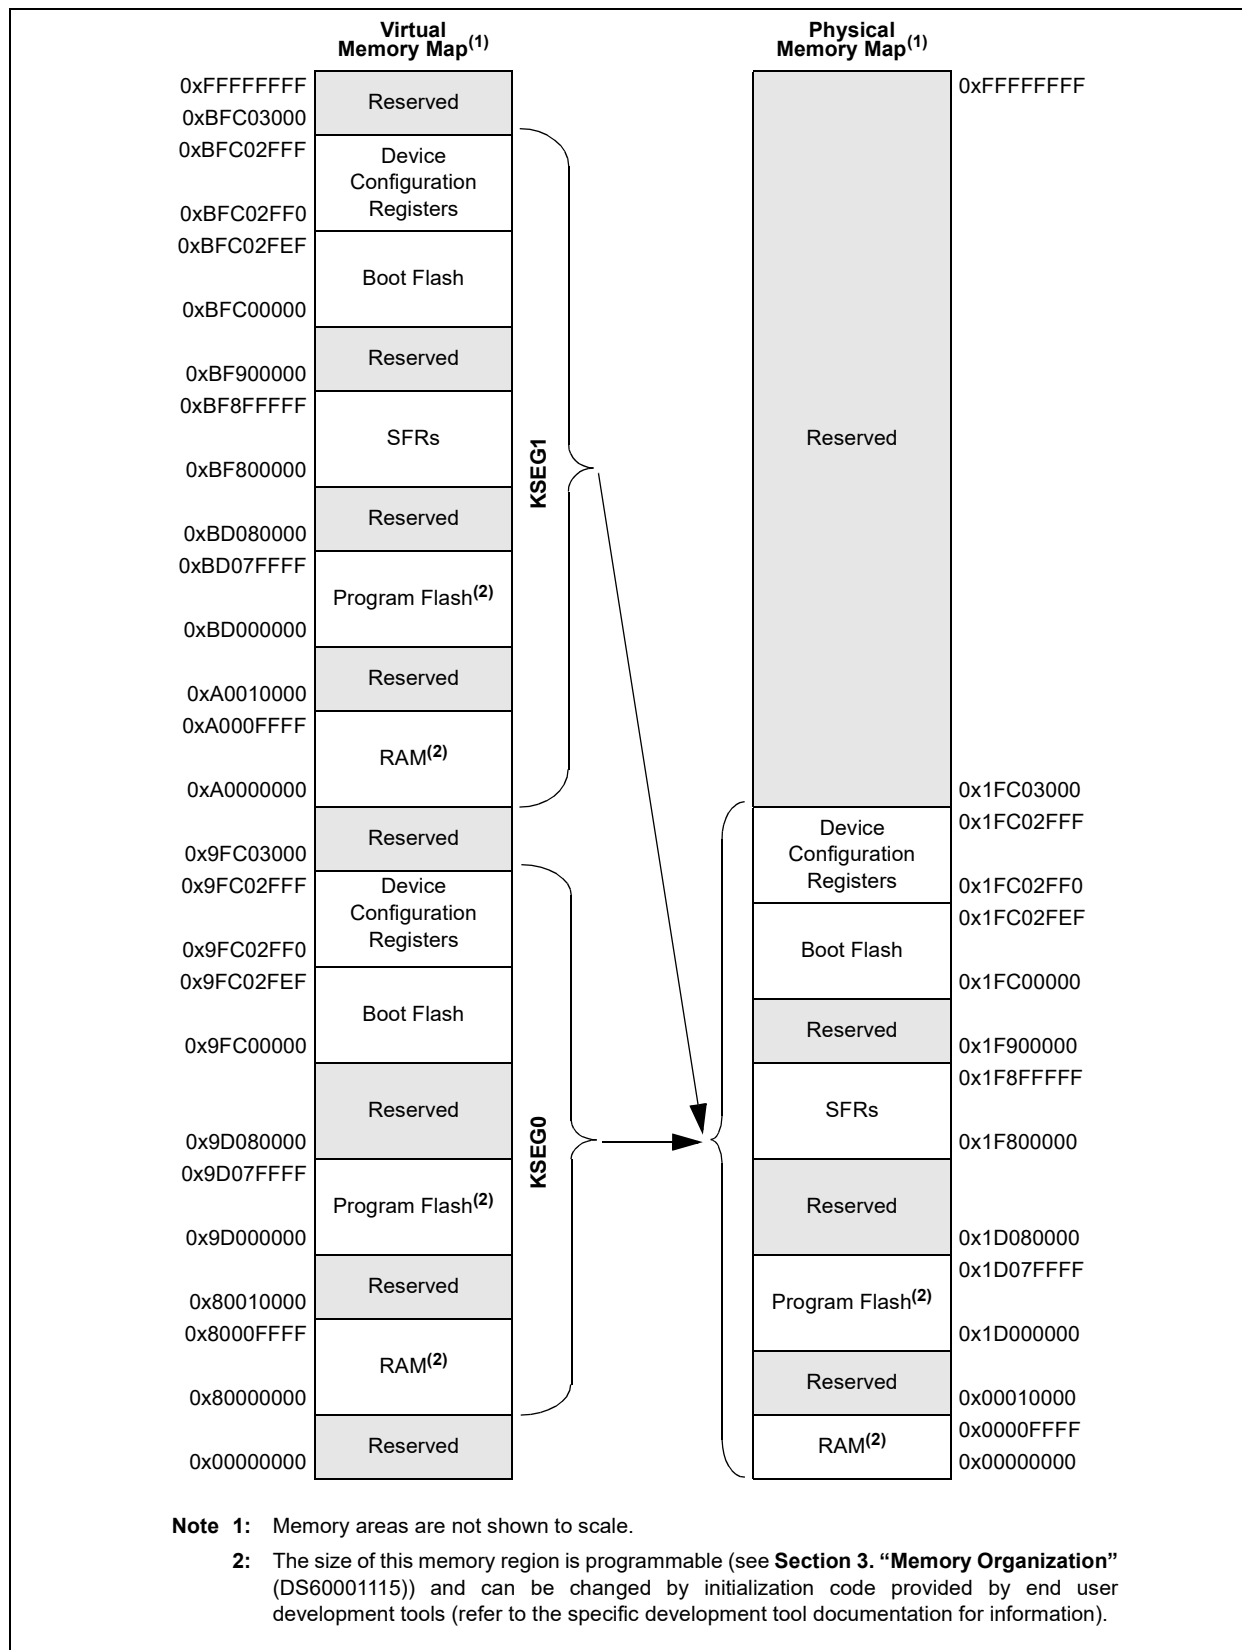 Virtual
Memory Map(1)
0xFFFFFFFF
Reserved
0xBFC03000
0xBFC02FFF
Device
Configuration
Registers
0xBFC02FF0
0xBFC02FEF
Boot Flash
0xBFC00000
Reserved
0xBF900000
0xBF8FFFFF
SFRs
0xBF800000
Reserved
0xBD080000
0xBD07FFFF
Program Flash(2)
0xBD000000
Reserved
0xA0010000
0xA000FFFF
RAM(2)
0xA0000000
KSEG1
Reserved
0x9FC03000
0x9FC02FFF
Device
Configuration
Registers
0x9FC02FF0
0x9FC02FEF
Boot Flash
0x9FC00000
Reserved
0x9D080000
0x9D07FFFF
Program Flash(2)
0x9D000000
Reserved
0x80010000
0x8000FFFF
RAM(2)
0x80000000
KSEG0
Reserved
0x00000000
Physical
Memory Map(1)
0xFFFFFFFF
Reserved
0x1FC03000
0x1FC02FFF
Device
Configuration
Registers
0x1FC02FF0
0x1FC02FEF
Boot Flash
0x1FC00000
Reserved
0x1F900000
0x1F8FFFFF
SFRs
0x1F800000
Reserved
0x1D080000
0x1D07FFFF
Program Flash(2)
0x1D000000
Reserved
0x00010000
0x0000FFFF
RAM(2)
0x00000000
Note 1: Memory areas are not shown to scale.
2: The size of this memory region is programmable (see Section 3. “Memory Organization”
(DS60001115)) and can be changed by initialization code provided by end user
development tools (refer to the specific development tool documentation for information).